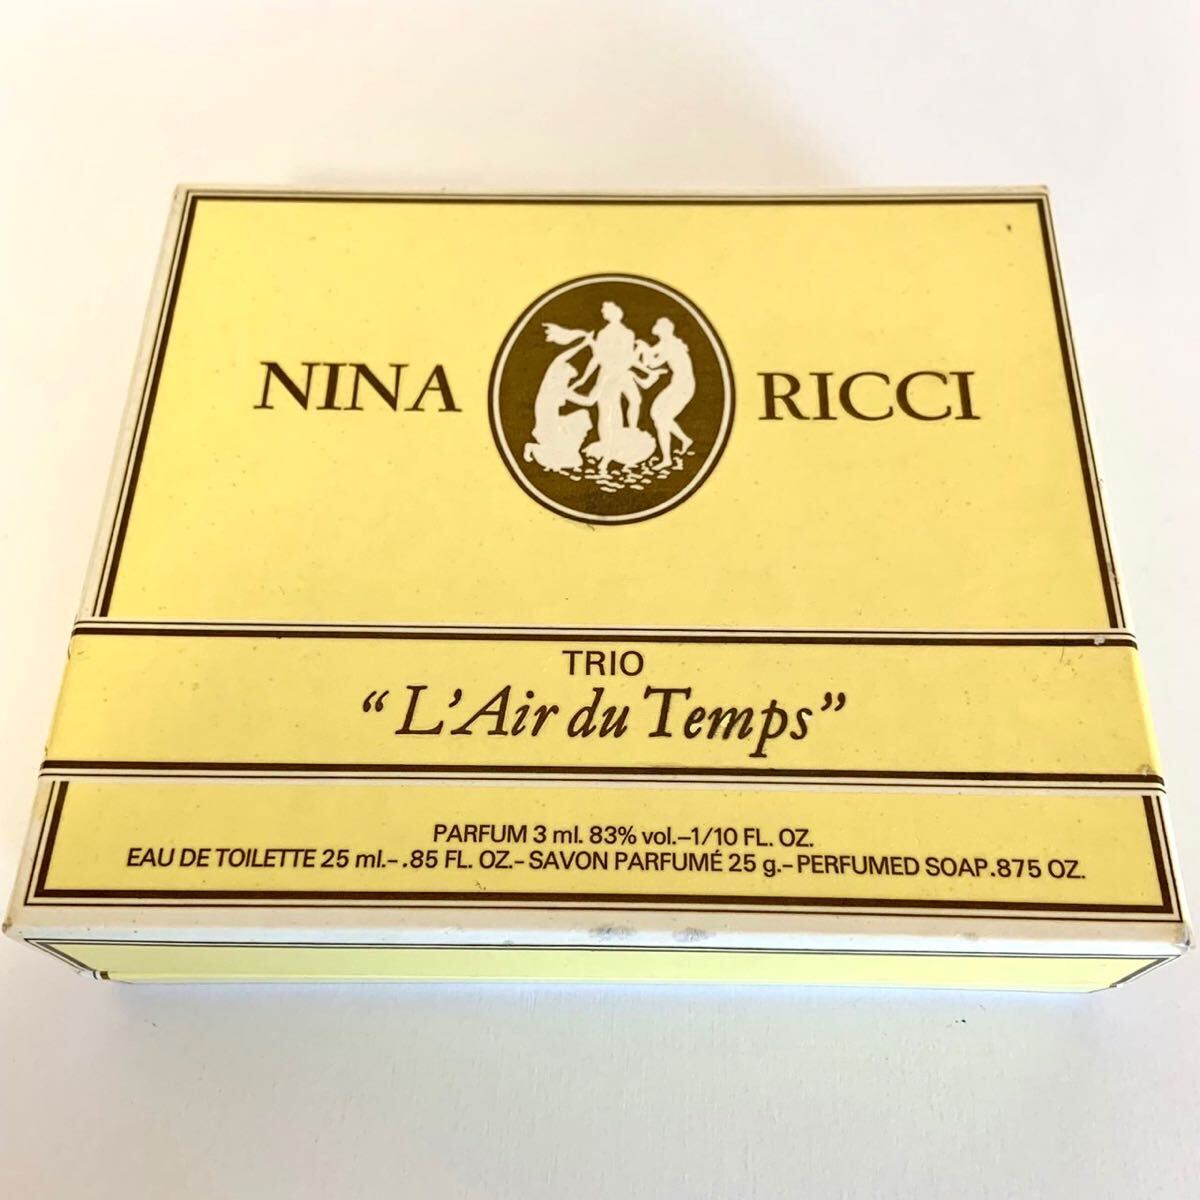 NINA RICCI
TRIO
“L’Air du Temps”
PARFUM 3 ml. 83% vol.–1/10 FL. OZ.
EAU DE TOILETTE 25 ml.–.85 FL. OZ.–SAVON PARFUMÉ 25 g.–PERFUMED SOAP.875 OZ.